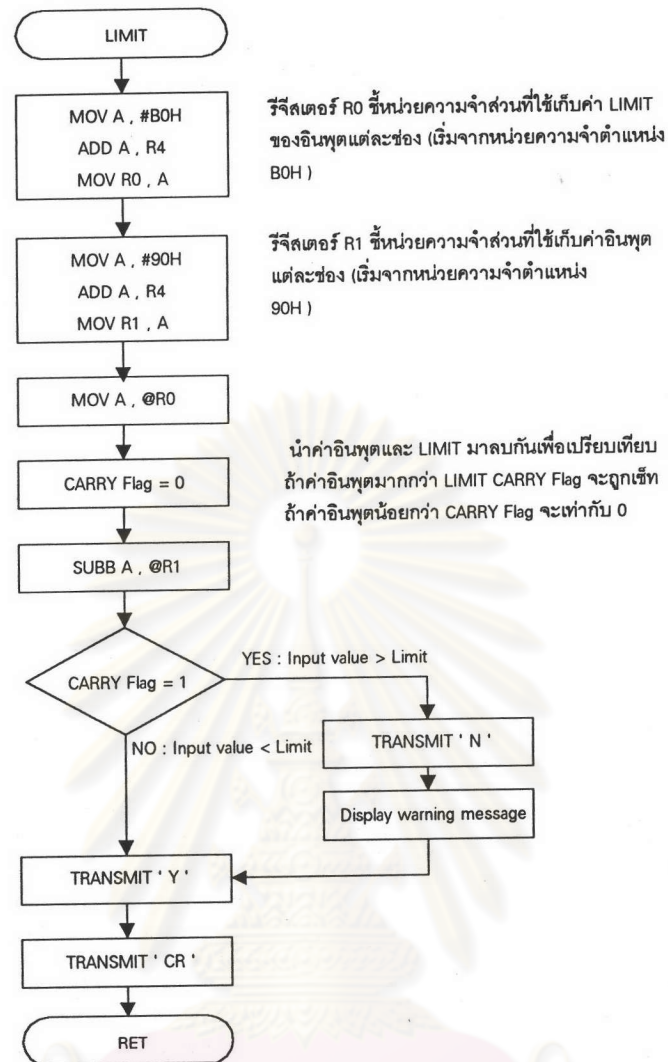 LIMIT
MOV A , #B0H
ADD A , R4
MOV R0 , A
รีจีสเตอร์ R0 ชี้หน่วยความจำส่วนที่ใช้เก็บค่า LIMIT
ของอินพุตแต่ละช่อง (เริ่มจากหน่วยความจำตำแหน่ง
B0H )
MOV A , #90H
ADD A , R4
MOV R1 , A
รีจีสเตอร์ R1 ชี้หน่วยความจำส่วนที่ใช้เก็บค่าอินพุต
แต่ละช่อง (เริ่มจากหน่วยความจำตำแหน่ง
90H )
MOV A , @R0
CARRY Flag = 0
นำค่าอินพุตและ LIMIT มาลบกันเพื่อเปรียบเทียบ
ถ้าค่าอินพุตมากกว่า LIMIT CARRY Flag จะถูกเซ็ท
ถ้าค่าอินพุตน้อยกว่า CARRY Flag จะเท่ากับ 0
SUBB A , @R1
CARRY Flag = 1
YES : Input value > Limit
NO : Input value < Limit
TRANSMIT ' N '
Display warning message
TRANSMIT ' Y '
TRANSMIT ' CR '
RET